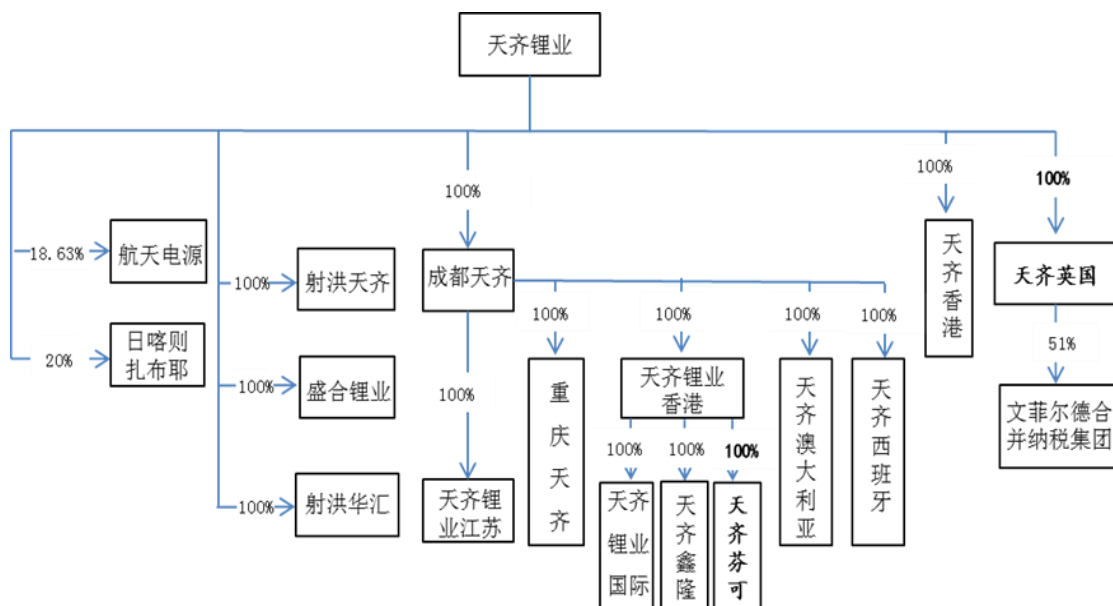 天齐锂业
100%
100%
100%
18.63%
航天电源
100%
射洪天齐
成都天齐
天齐香港
天齐英国
20%
日喀则
扎布耶
100%
100%
100%
100%
51%
100%
盛合锂业
100%
重庆天齐
天齐锂业
香港
天齐澳大利亚
天齐西班牙
文菲尔德合
并纳税集团
100%
100%
100%
100%
射洪华汇
天齐锂
业江苏
天齐锂业国际
天齐鑫隆
天齐芬可